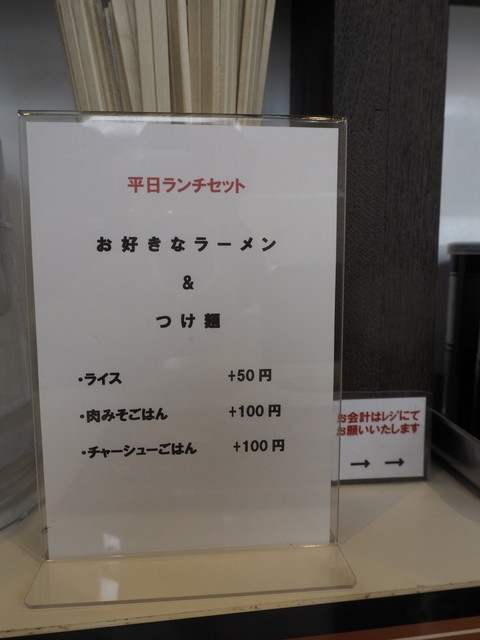 平日ランチセット
お好きなラーメン
&
つけ麺
・ライス +50円
・肉みそごはん +100円
・チャーシューごはん +100円
お会計はレジにて
お願いいたします
→ →